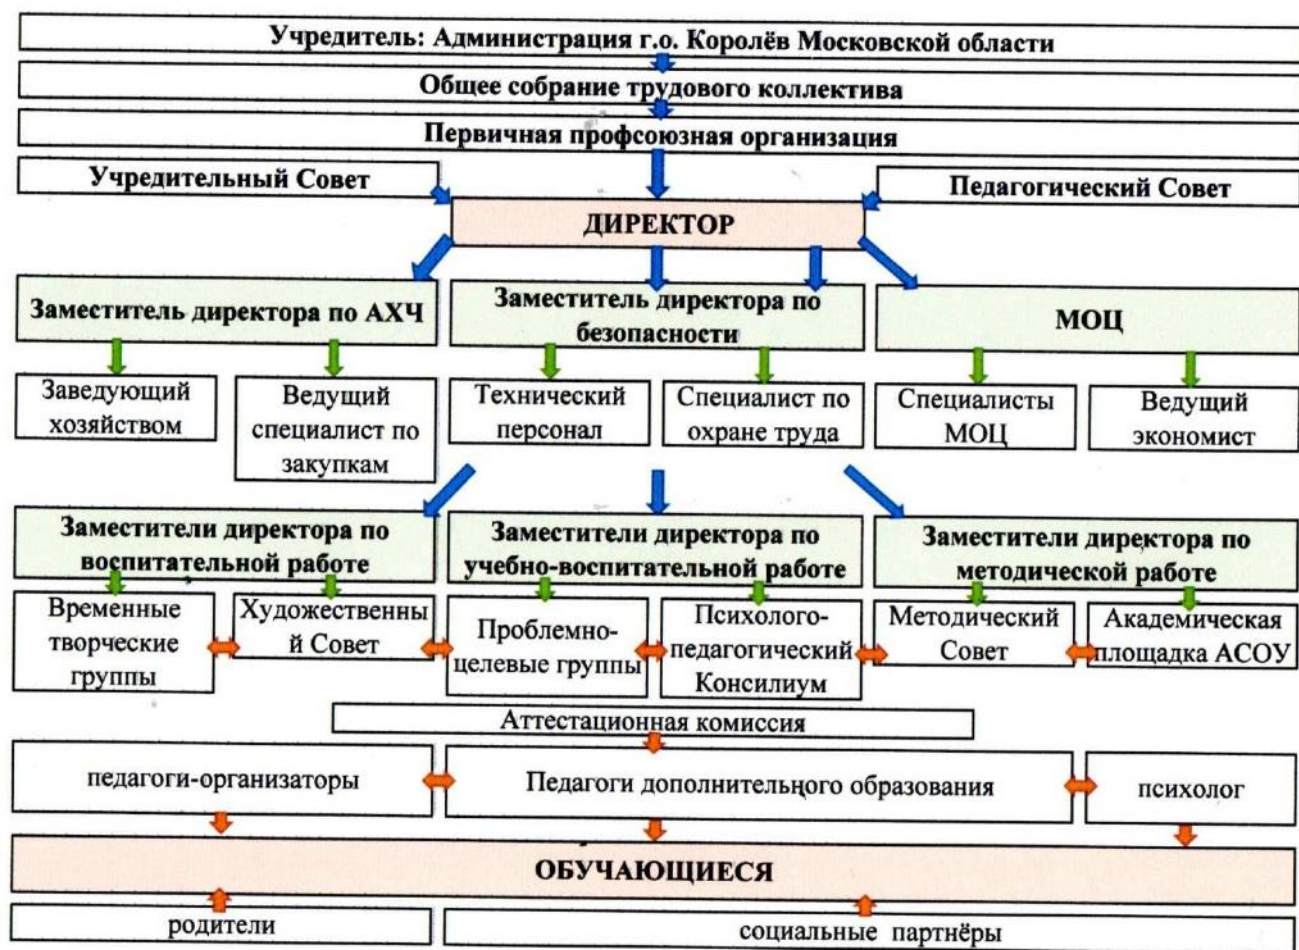 Учредитель: Администрация г.о. Королёв Московской области
Общее собрание трудового коллектива
Первичная профсоюзная организация
Учредительный Совет
Педагогический Совет
ДИРЕКТОР
Заместитель директора по АХЧ
Заместитель директора по
безопасности
МОЦ
Заведующий
хозяйством
Ведущий
специалист по
закупкам
Технический
персонал
Специалист по
охране труда
Специалисты
МОЦ
Ведущий
экономист
Заместители директора по
воспитательной работе
Заместители директора по
учебно-воспитательной работе
Заместители директора по
методической работе
Временные
творческие
группы
Художественны
й Совет
Проблемно-
целевые группы
Психолого-
педагогический
Консилиум
Методический
Совет
Академическая
площадка АСОУ
Аттестационная комиссия
педагоги-организаторы
Педагоги дополнительного образования
психолог
ОБУЧАЮЩИЕСЯ
родители
социальные партнёры